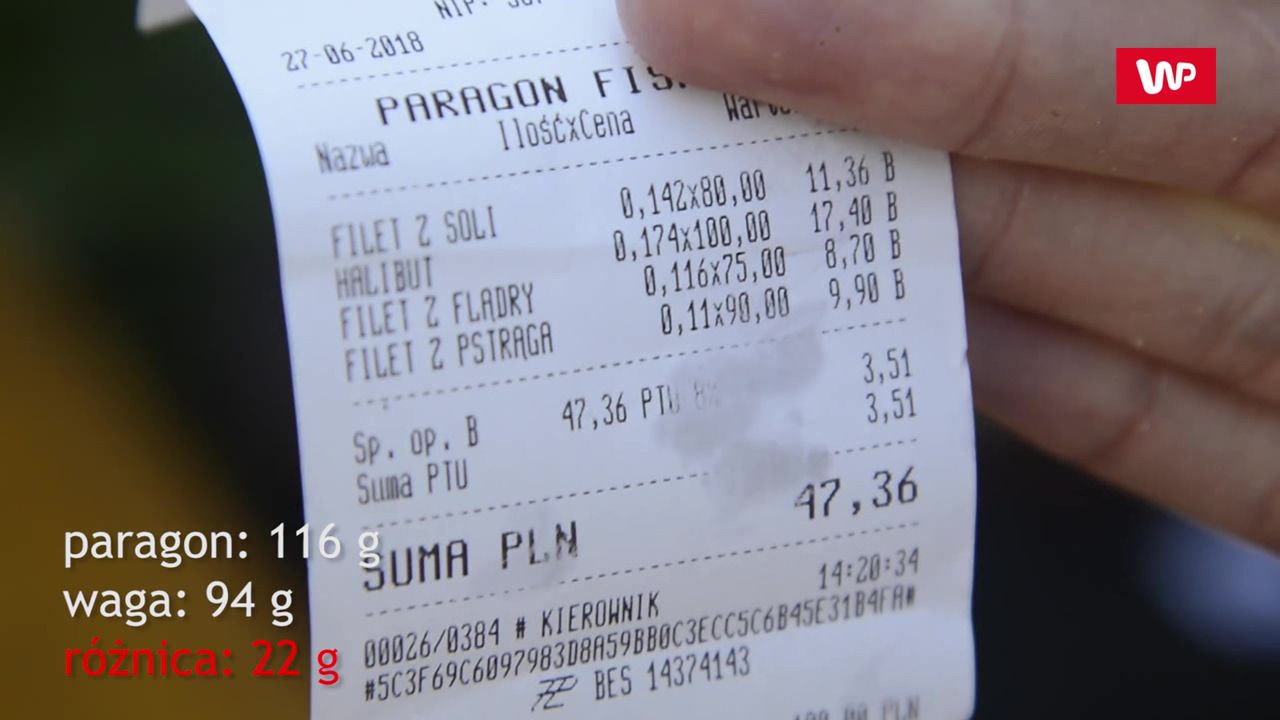 27-06-2018
WP
PARAGON
Nazwa IlośćxCena
FILET Z SOLI 0,142x80,00 11,36 B
HALIBUT 0,174x100,00 17,40 B
FILET Z FLĄDRY 0,116x75,00 8,70 B
FILET Z PSTRĄGA 0,11x90,00 9,90 B
Sp. op. B 47,36 PTU 3,51
Suma PTU 3,51
SUMA PLN 47,36
14:20:34
00026/0384 # KIEROWNIK
#5C3F69C6097983D8A59BB0C3ECC5C6B45E31B4FA#
BES 14374143
PLN
paragon: 116 g
waga: 94 g
różnica: 22 g